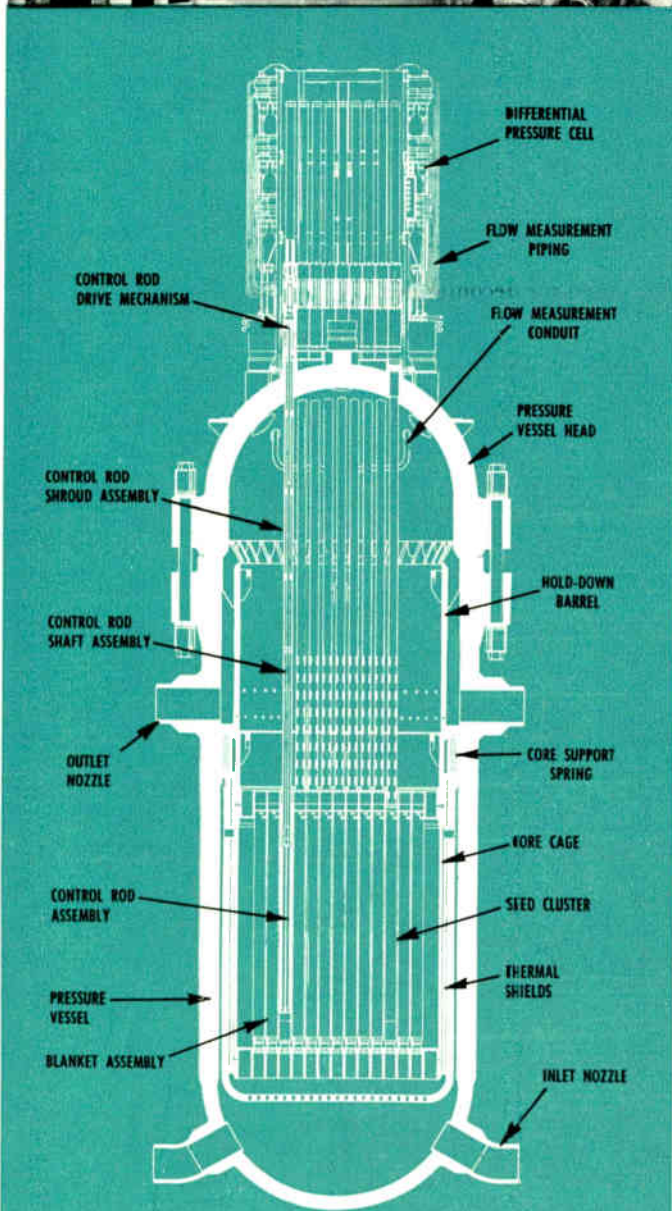 CONTROL ROD
DRIVE MECHANISM
CONTROL ROD
SHROUD ASSEMBLY
CONTROL ROD
SHAFT ASSEMBLY
OUTLET
NOZZLE
CONTROL ROD
ASSEMBLY
PRESSURE
VESSEL
BLANKET ASSEMBLY
DIFFERENTIAL
PRESSURE CELL
FLOW MEASUREMENT
PIPING
FLOW MEASUREMENT
CONDUIT
PRESSURE
VESSEL HEAD
HOLD-DOWN
BARREL
CORE SUPPORT
SPRING
CORE CAGE
SEED CLUSTER
THERMAL
SHIELDS
INLET NOZZLE